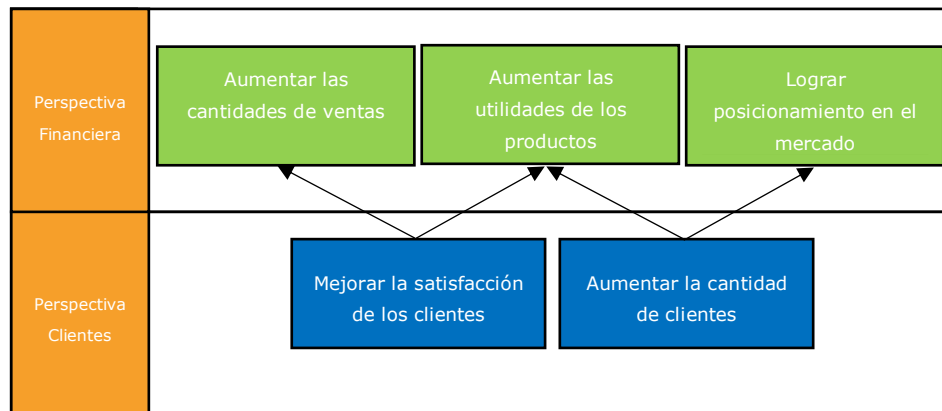 Perspectiva
Financiera
Aumentar las
cantidades de ventas
Aumentar las
utilidades de los
productos
Lograr
posicionamiento en el
mercado
Perspectiva
Clientes
Mejorar la satisfacción
de los clientes
Aumentar la cantidad
de clientes